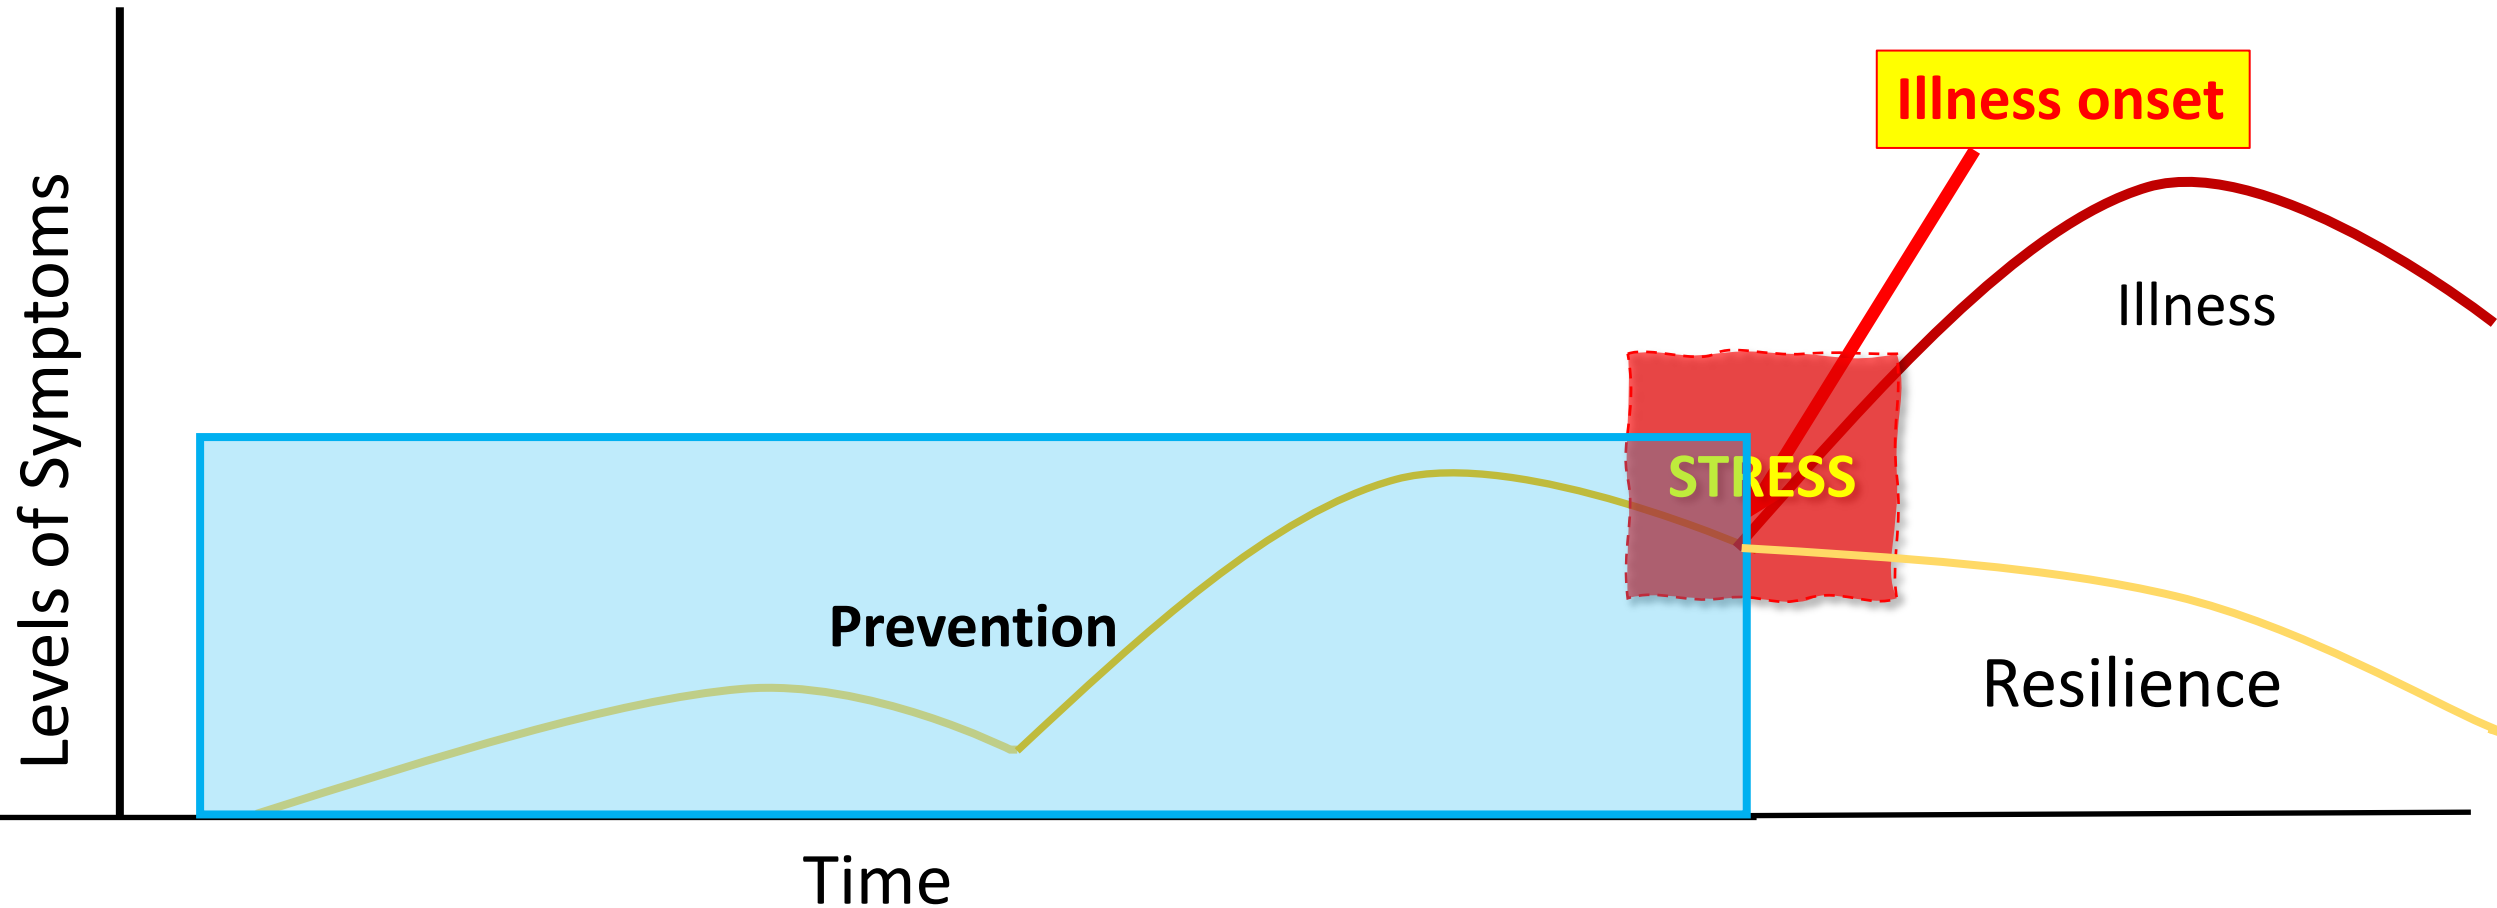 Levels of Symptoms
Illness onset
Illness
STRESS
Prevention
Resilience
Time